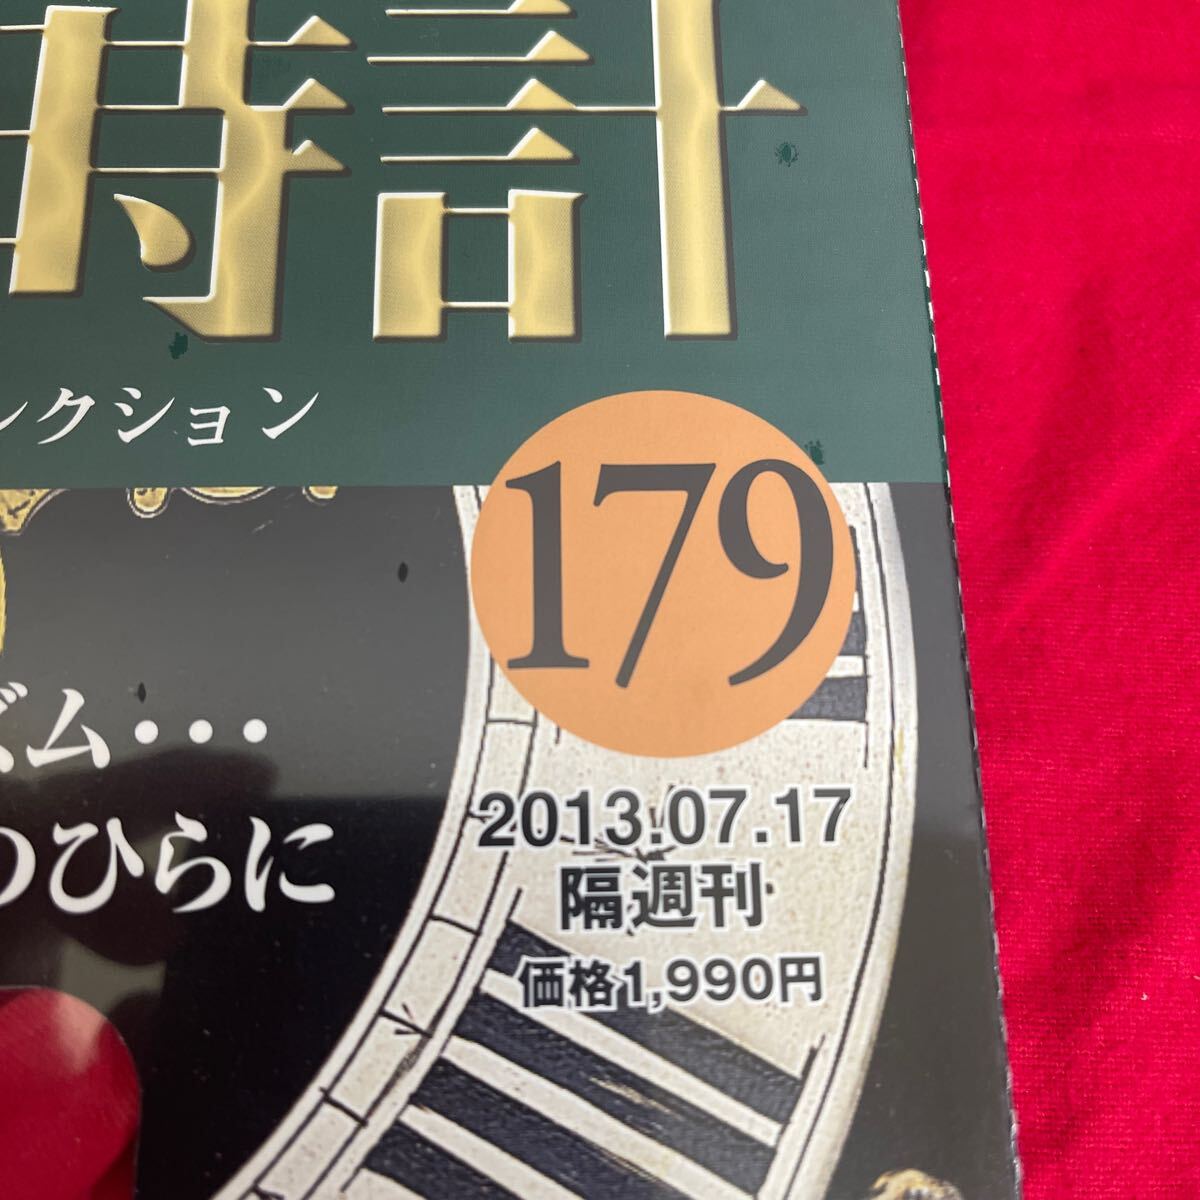 時計
レクション
179
ズム・・・
のひらに
2013.07.17
隔週刊
価格1,990円